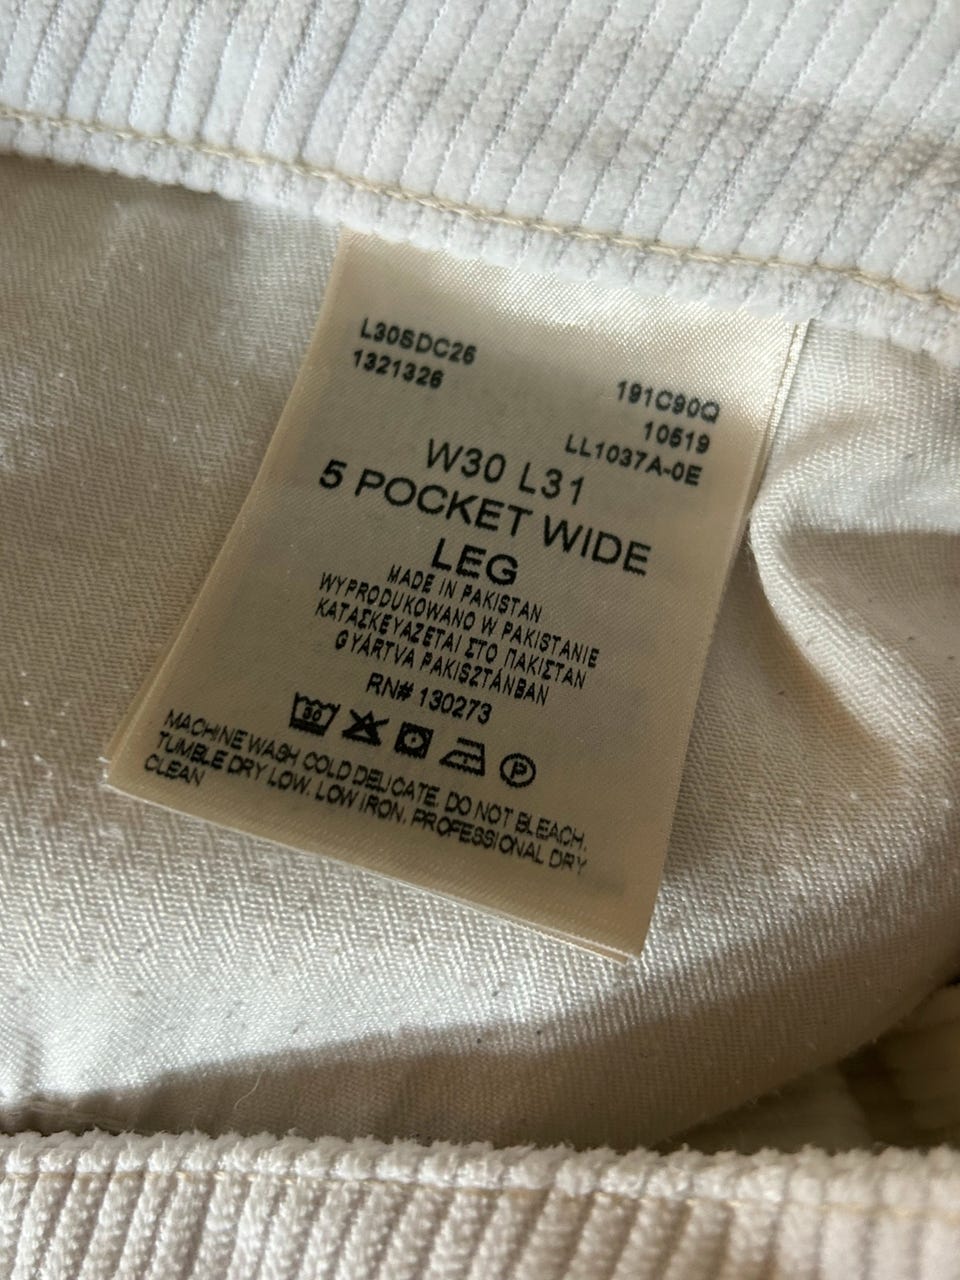 L30SDC26
1321326
191C90Q
10519
LL1037A-0E
W30 L31
5 POCKET WIDE
LEG
MADE IN PAKISTAN
WYPRODUKOWANO W PAKISTANIE
ΚΑΤΑΣΚΕΥΑΖΕΤΑΙ ΣΤΟ ΠΑΚΙΣΤΑΝ
GYÁRTVA PAKISZTÁNBAN
RN# 130273
30
P
MACHINE WASH COLD DELICATE. DO NOT BLEACH.
TUMBLE DRY LOW. LOW IRON. PROFESSIONAL DRY
CLEAN